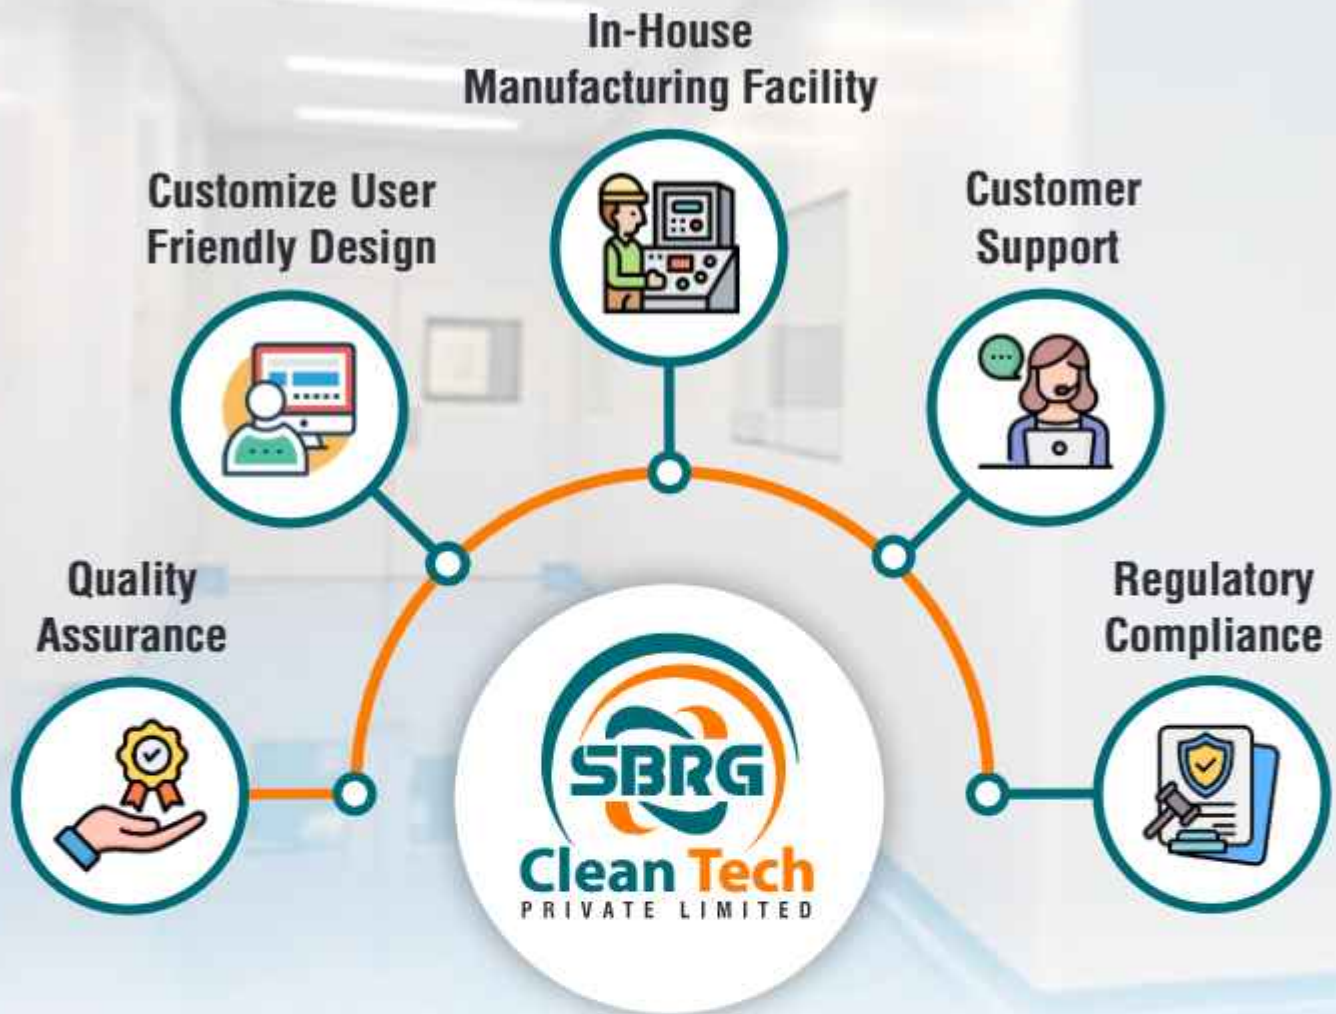 In-House
Manufacturing Facility
Customize User
Friendly Design
Customer
Support
Quality
Assurance
Regulatory
Compliance
SBRG
Clean Tech
PRIVATE LIMITED